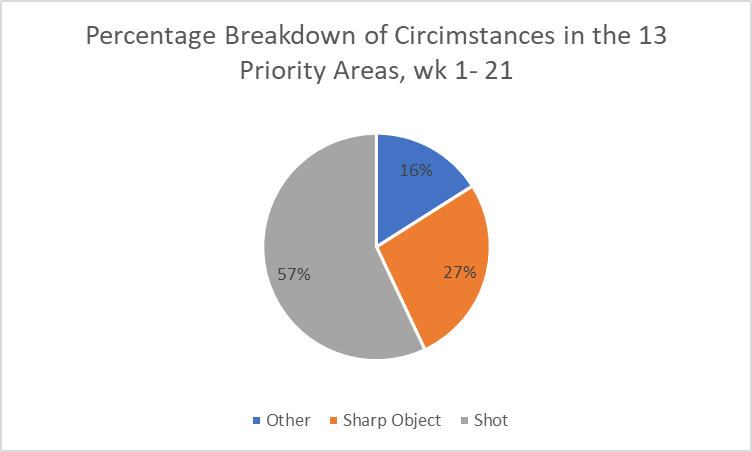 Percentage Breakdown of Circimstances in the 13
Priority Areas, wk 1- 21
16%
27%
57%
Other
Sharp Object
Shot